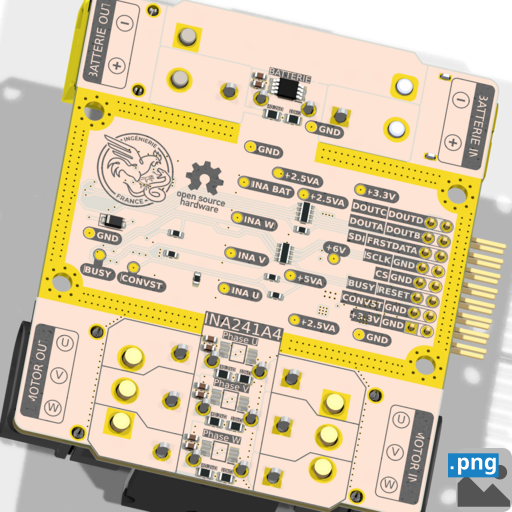 BATTERIE OUT
BATTERIE
BATTERIE IN
GND
GND
INGÉNIERIE
FRANCE
open source
hardware
+2.5VA
INA BAT
+2.5VA
+3.3V
DOUTC
DOUTD
DOUTA
DOUTB
INA W
SDI
FRSTDATA
GND
SCLK
GND
INA V
+6V
CS
GND
BUSY
CONVST
+5VA
BUSY
RESET
INA U
CONVST
GND
+3.3V
GND
+2.5VA
GND
INA241A4
Phase U
MOTOR OUT
U
V
W
Phase V
Phase W
MOTOR IN
U
V
W
.png